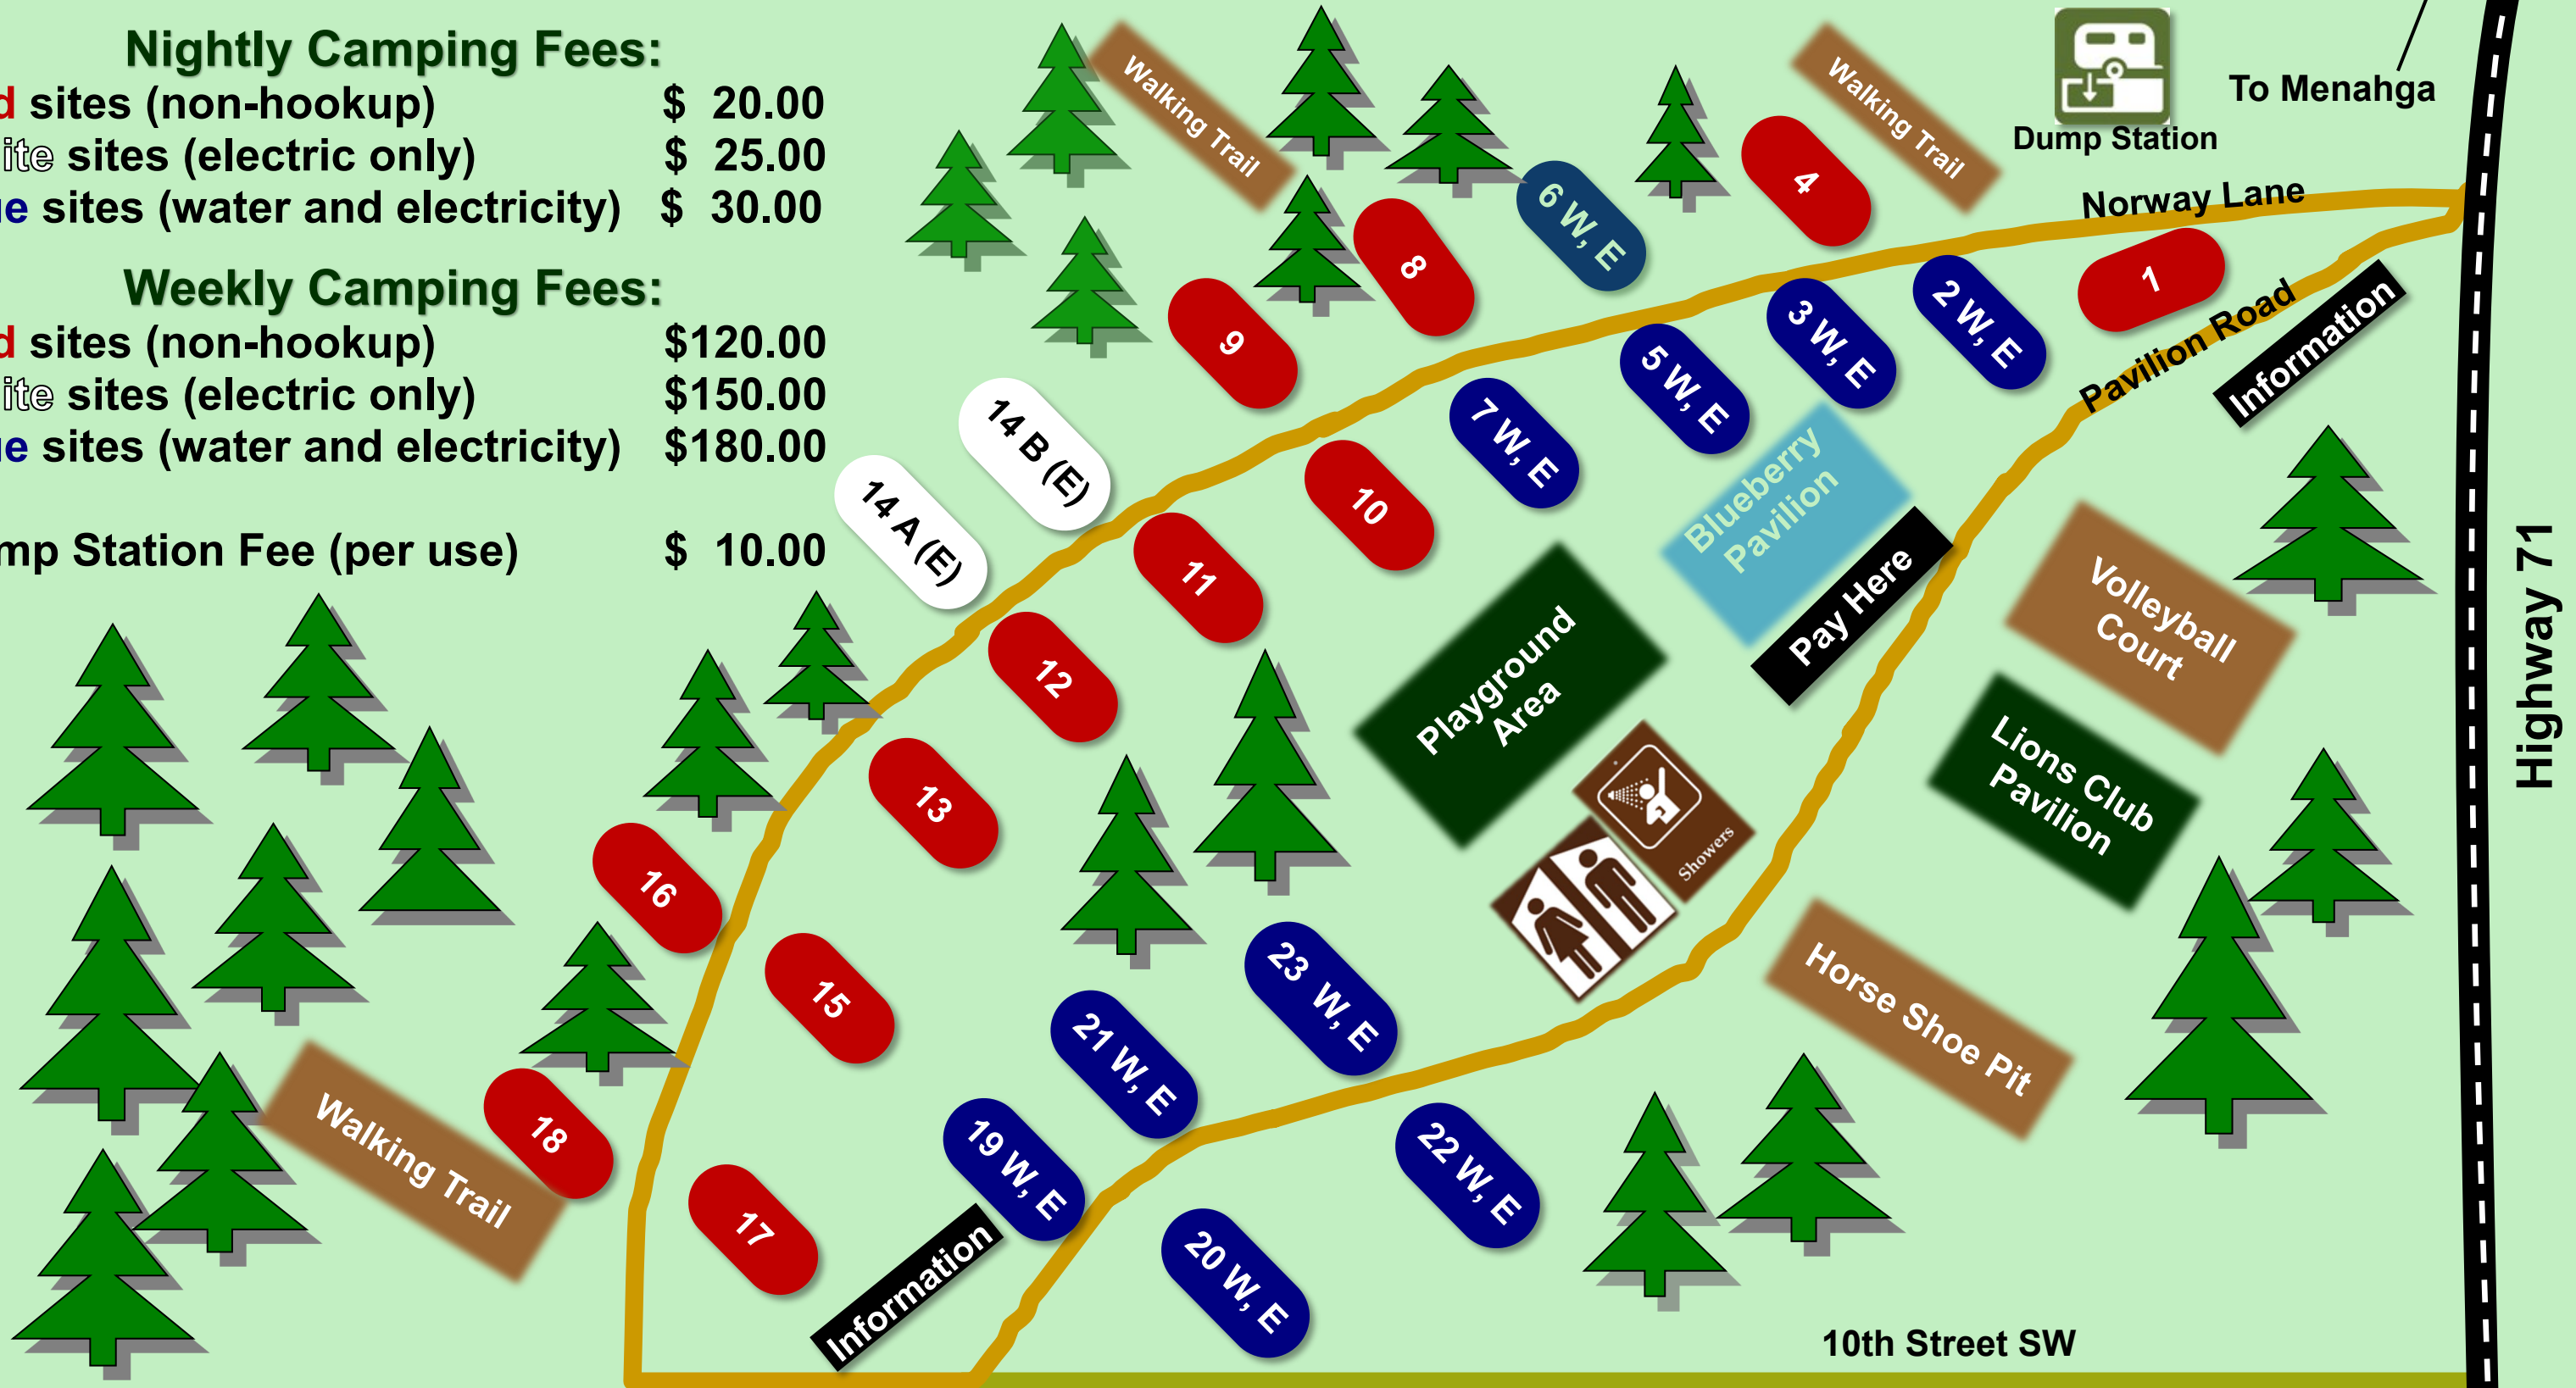 Nightly Camping Fees:
d sites (non-hookup) $ 20.00
ite sites (electric only) $ 25.00
ue sites (water and electricity) $ 30.00
Weekly Camping Fees:
d sites (non-hookup) $120.00
ite sites (electric only) $150.00
ue sites (water and electricity) $180.00
mp Station Fee (per use) $ 10.00
Walking Trail
Walking Trail
Dump Station
To Menahga
Norway Lane
Pavilion Road
Information
Highway 71
1
2 W, E
3 W, E
4
5 W, E
6 W, E
7 W, E
8
9
10
11
12
13
14 A (E)
14 B (E)
15
16
17
18
19 W, E
20 W, E
21 W, E
22 W, E
23 W, E
Blueberry
Pavilion
Pay Here
Playground
Area
Showers
Volleyball
Court
Lions Club
Pavilion
Horse Shoe Pit
Walking Trail
Information
10th Street SW